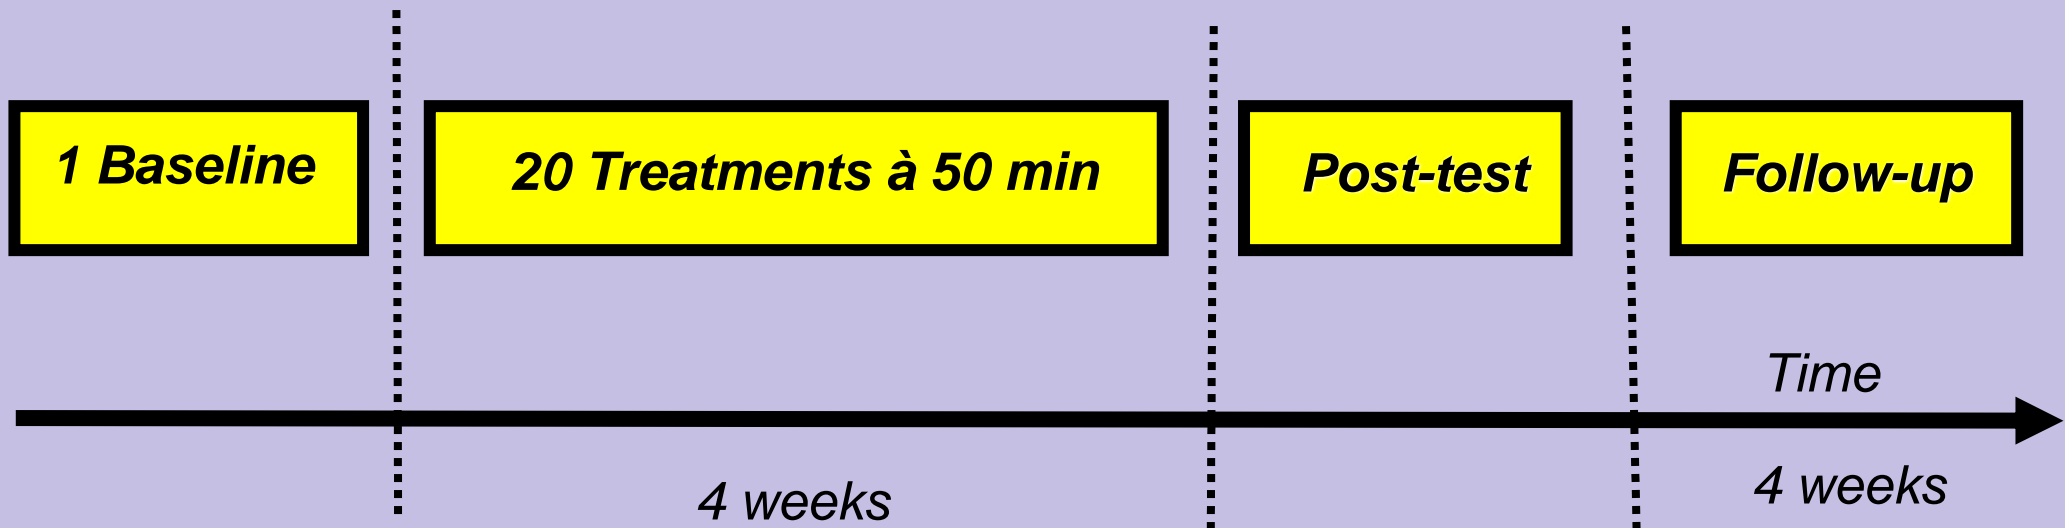 1 Baseline
20 Treatments à 50 min
Post-test
Follow-up
Time
4 weeks
4 weeks